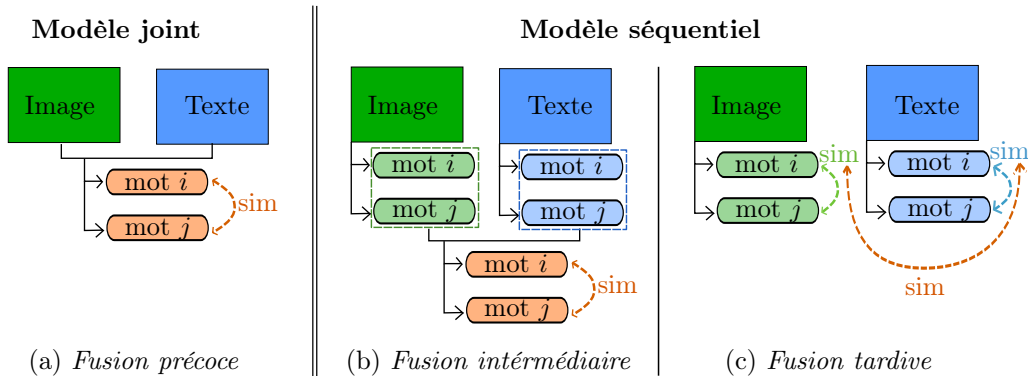 Modèle joint
Modèle séquentiel
Image
Texte
mot i
mot j
sim
(a) Fusion précoce
Image
Texte
mot i
mot j
mot i
mot j
mot i
mot j
sim
(b) Fusion intérmédiaire
Image
Texte
mot i
mot j
sim
mot i
mot j
sim
sim
(c) Fusion tardive